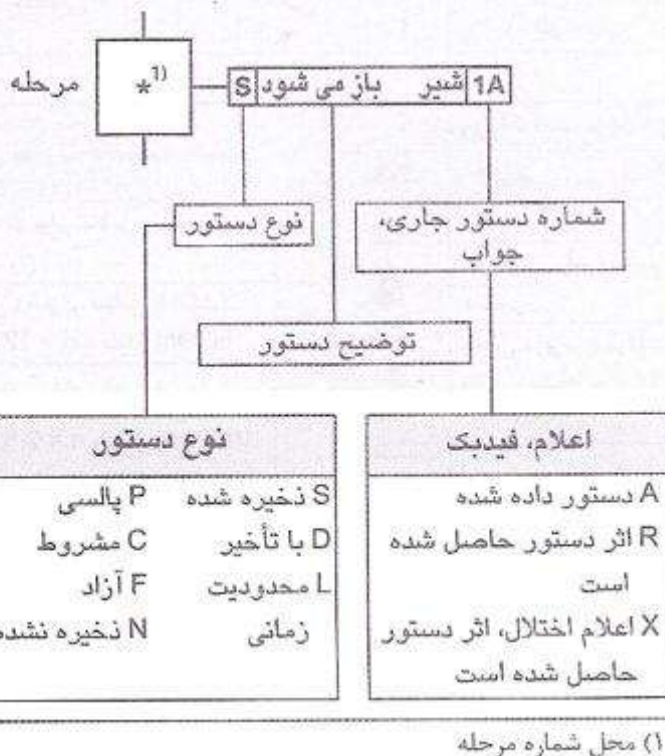 مرحله
*1)
S باز می شود شیر 1A
نوع دستور
شماره دستور جاری،
جواب
توضیح دستور
نوع دستور
S ذخیره شده
D با تأخیر
L محدودیت
زمانی
P پالسی
C مشروط
F آزاد
N ذخیره نشده
اعلام، فیدبک
A دستور داده شده
R اثر دستور حاصل شده
است
X اعلام اختلال، اثر دستور
حاصل شده است
۱) محل شماره مرحله